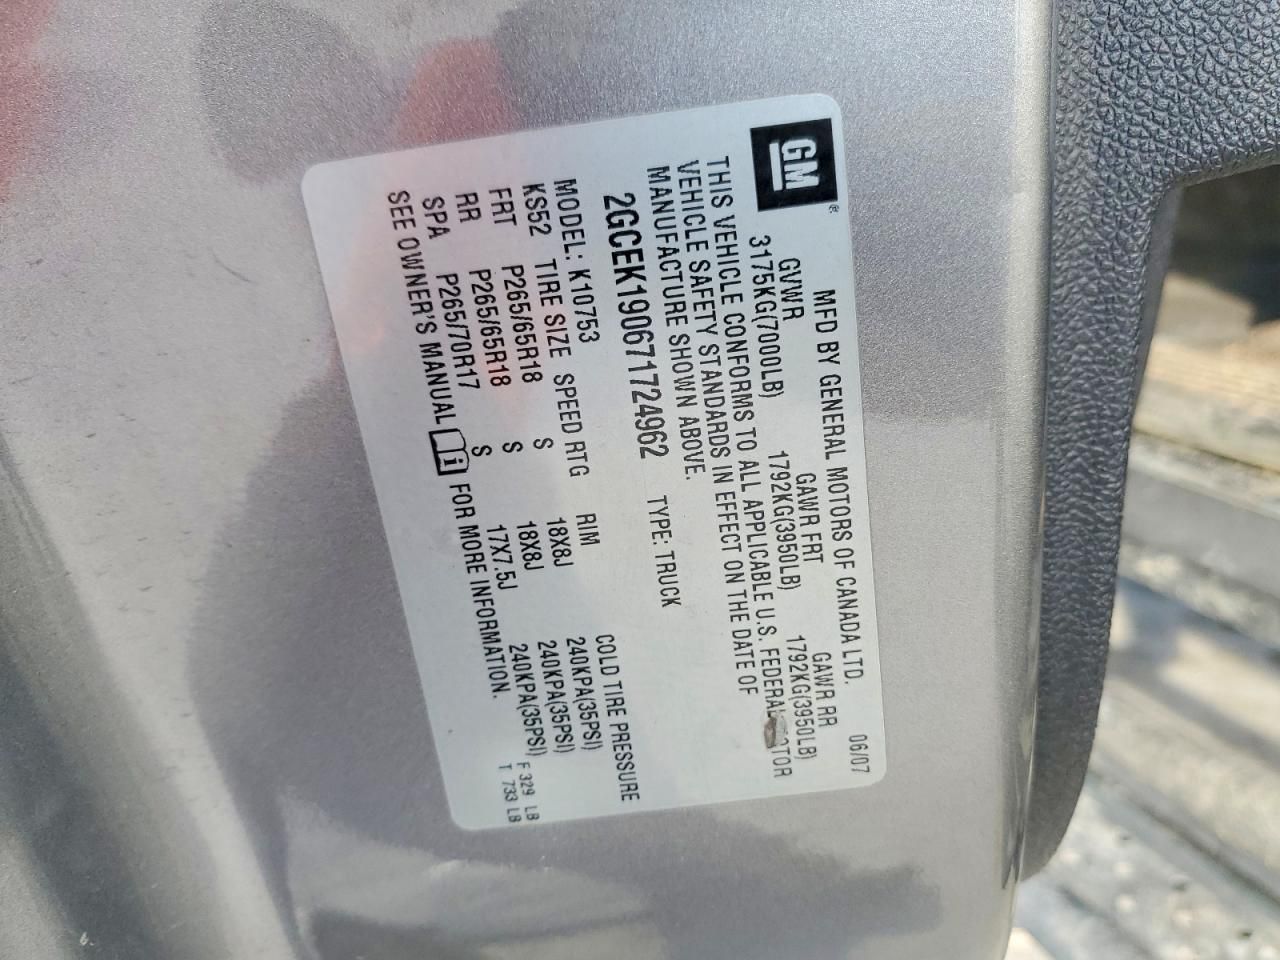 GM®
MFD BY GENERAL MOTORS OF CANADA LTD. 06/07
GVWR GAWR FRT GAWR RR
3175KG(7000LB) 1792KG(3950LB) 1792KG(3950LB)
THIS VEHICLE CONFORMS TO ALL APPLICABLE U.S. FEDERAL
VEHICLE SAFETY STANDARDS IN EFFECT ON THE DATE OF
MANUFACTURE SHOWN ABOVE.
2GCEK190671724962 TYPE: TRUCK
MODEL: K10753
KS52 TIRE SIZE SPEED RTG RIM COLD TIRE PRESSURE
FRT P265/65R18 S 18X8J 240KPA(35PSI)
RR P265/65R18 S 18X8J 240KPA(35PSI)
SPA P265/70R17 S 17X7.5J 240KPA(35PSI) F 329 LB
SEE OWNER'S MANUAL i FOR MORE INFORMATION. T 733 LB